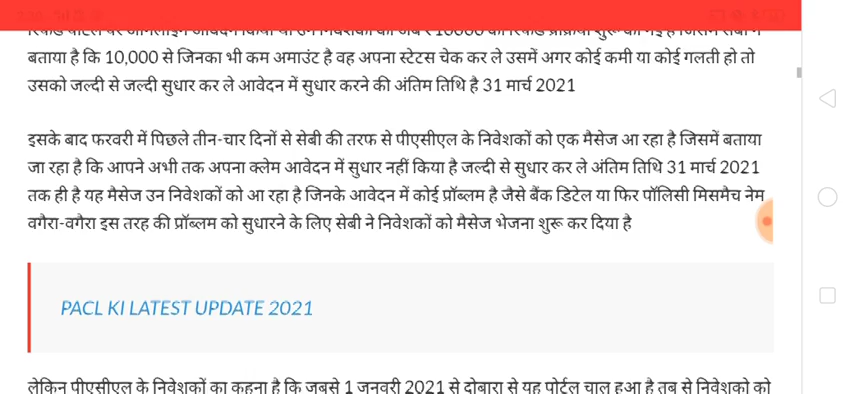 बताया है कि 10,000 से जिनका भी कम अमाउंट है वह अपना स्टेटस चेक कर ले उसमें अगर कोई कमी या कोई गलती हो तो
उसको जल्दी से जल्दी सुधार कर ले आवेदन में सुधार करने की अंतिम तिथि है 31 मार्च 2021
इसके बाद फरवरी में पिछले तीन-चार दिनों से सेबी की तरफ से पीएसीएल के निवेशकों को एक मैसेज आ रहा है जिसमें बताया
जा रहा है कि आपने अभी तक अपना क्लेम आवेदन में सुधार नहीं किया है जल्दी से सुधार कर ले अंतिम तिथि 31 मार्च 2021
तक ही है यह मैसेज उन निवेशकों को आ रहा है जिनके आवेदन में कोई प्रॉब्लम है जैसे बैंक डिटेल या फिर पॉलिसी मिसमैच नेम
वगैरा-वगैरा इस तरह की प्रॉब्लम को सुधारने के लिए सेबी ने निवेशकों को मैसेज भेजना शुरू कर दिया है
PACL KI LATEST UPDATE 2021
लेकिन पीएसीएल के निवेशकों का कहना है कि जबसे 1 जनवरी 2021 से दोबारा से यह पोर्टल चालू हुआ है तब से निवेशको को